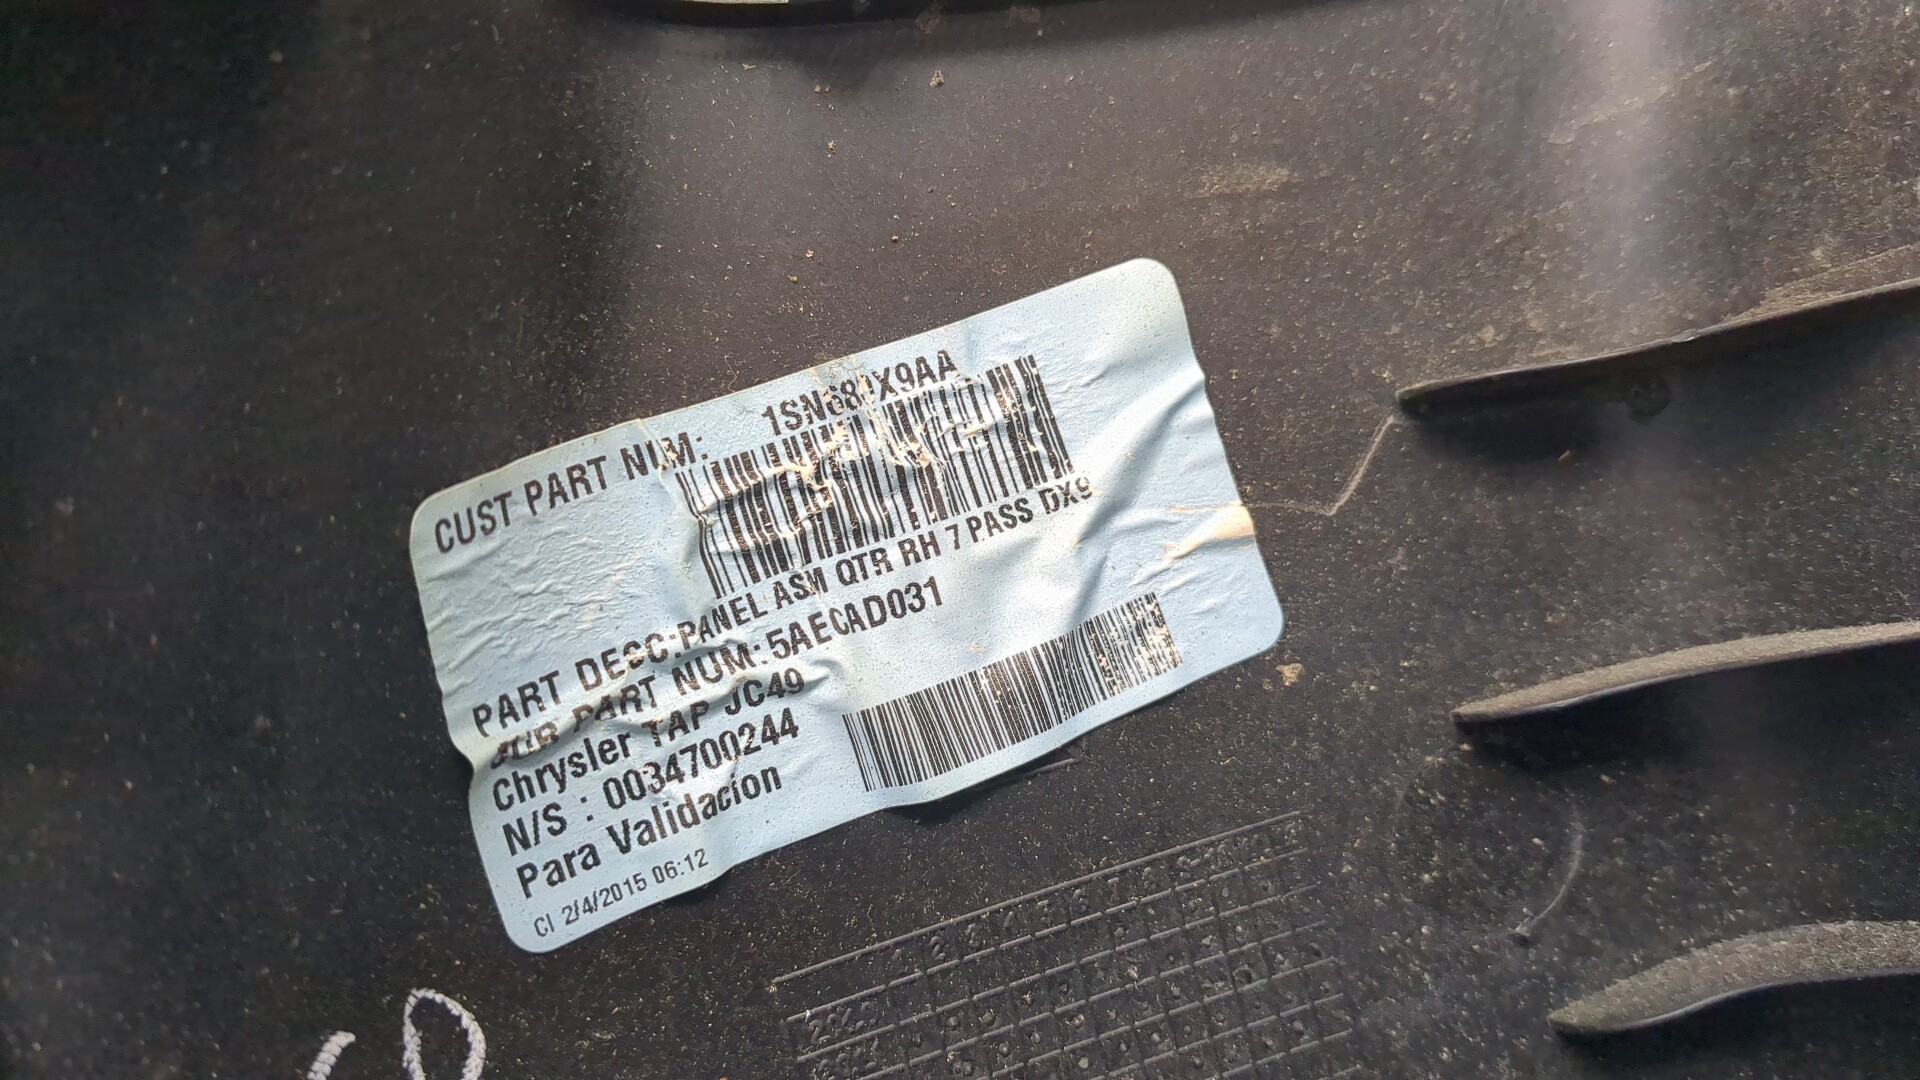 CUST PART NUM:
PART DESC:PANEL ASM QTR RH 7 PASS DX9
PART NUM:5AECAD031
Chrysler TAP JC49
N/S : 0034700244
Para Validacion
CI 2/4/2015 06:12